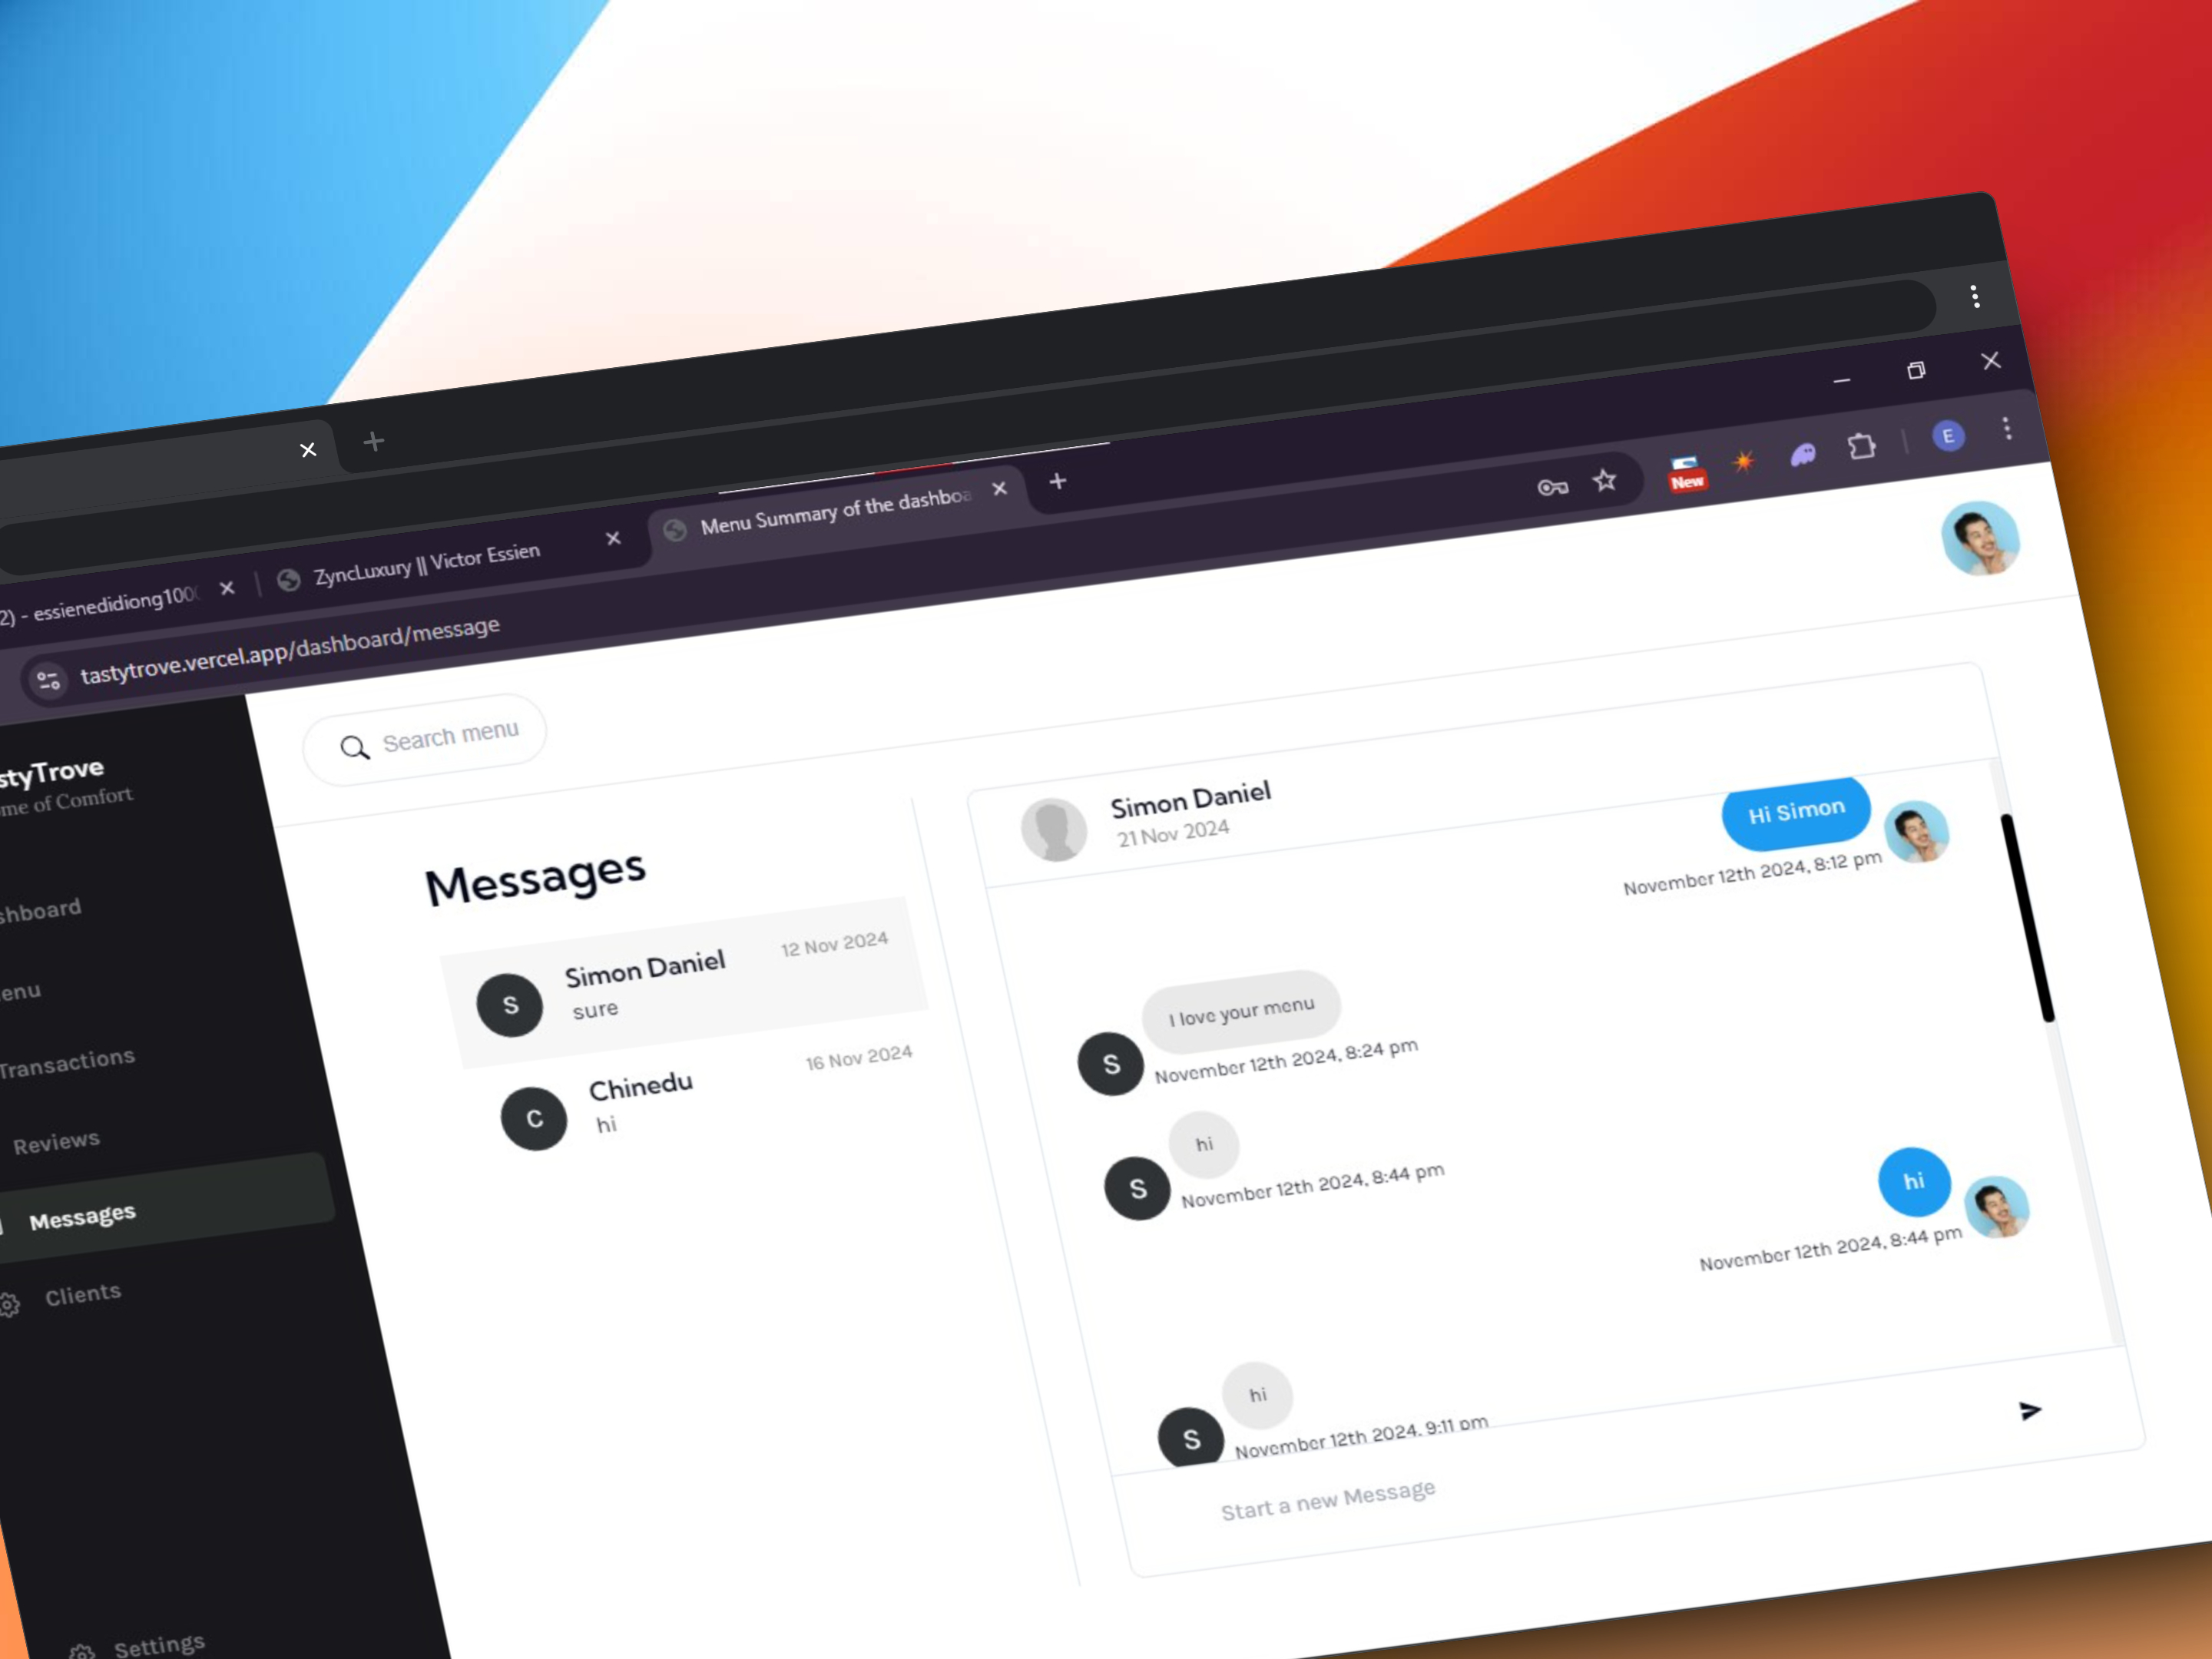 2) - essienedidiong100
ZyncLuxury || Victor Essien
Menu Summary of the dashboa
tastytrove.vercel.app/dashboard/message
New
E
styTrove
me of Comfort
shboard
enu
Transactions
Reviews
Messages
Clients
Settings
Search menu
Messages
S
Simon Daniel
12 Nov 2024
sure
C
Chinedu
16 Nov 2024
hi
Simon Daniel
21 Nov 2024
Hi Simon
November 12th 2024, 8:12 pm
I love your menu
S
November 12th 2024, 8:24 pm
hi
S
November 12th 2024, 8:44 pm
hi
November 12th 2024, 8:44 pm
hi
S
November 12th 2024, 9:11 pm
Start a new Message